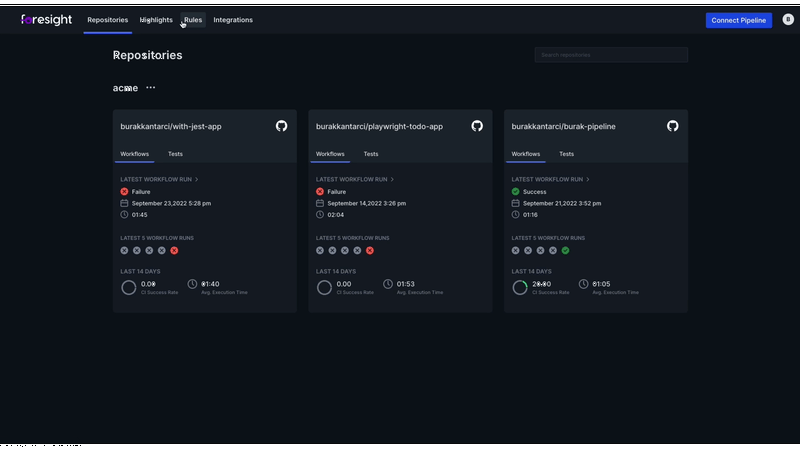 foresight Repositories Highlights Rules Integrations Connect Pipeline B
Repositories Search repositories
acme ...
burakkantarci/with-jest-app
Workflows Tests
LATEST WORKFLOW RUN >
Failure
September 23,2022 5:28 pm
01:45
LATEST 5 WORKFLOW RUNS
LAST 14 DAYS
0.00 01:40
CI Success Rate Avg. Execution Time
burakkantarci/playwright-todo-app
Workflows Tests
LATEST WORKFLOW RUN >
Failure
September 14,2022 3:26 pm
02:04
LATEST 5 WORKFLOW RUNS
LAST 14 DAYS
0.00 01:53
CI Success Rate Avg. Execution Time
burakkantarci/burak-pipeline
Workflows Tests
LATEST WORKFLOW RUN >
Success
September 21,2022 3:52 pm
01:16
LATEST 5 WORKFLOW RUNS
LAST 14 DAYS
01:05
CI Success Rate Avg. Execution Time